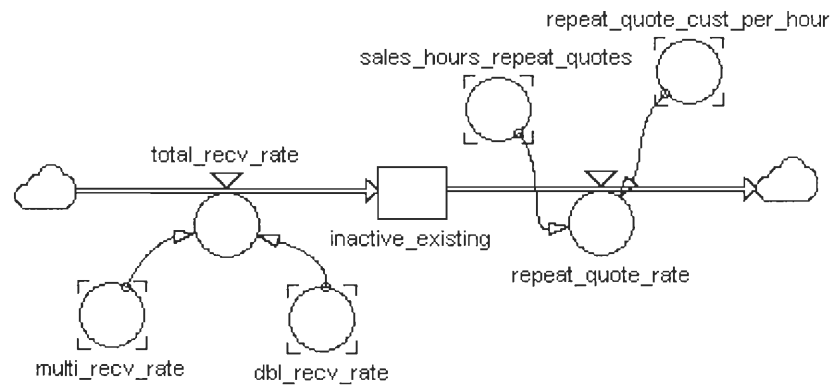 repeat_quote_cust_per_hour
sales_hours_repeat_quotes
total_recv_rate
inactive_existing
repeat_quote_rate
multi_recv_rate
dbl_recv_rate